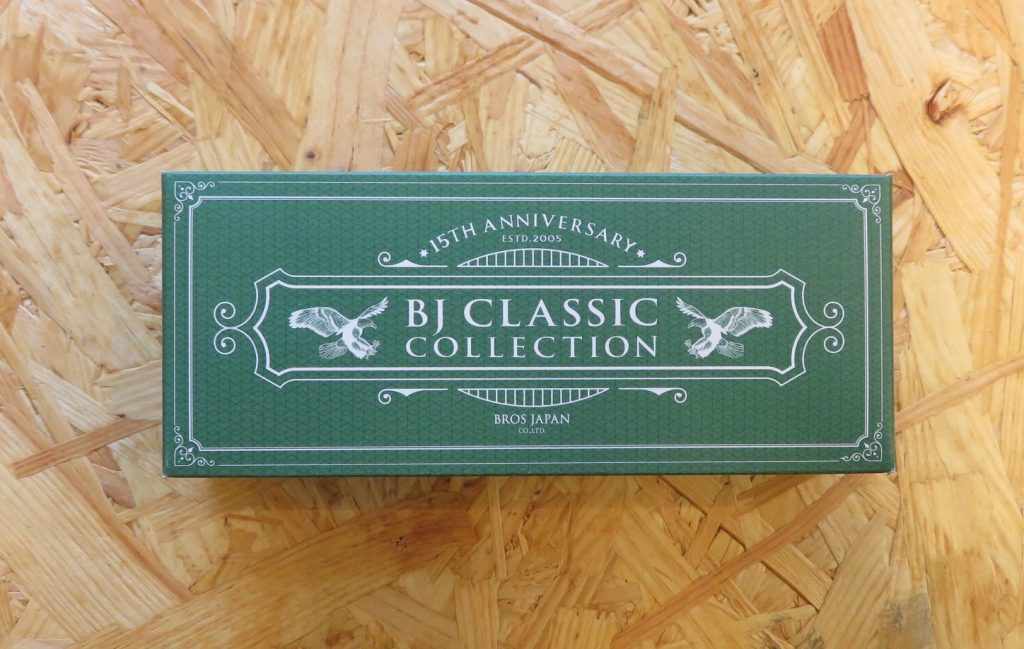 15TH ANNIVERSARY
ESTD.2005
BJ CLASSIC
COLLECTION
BROS JAPAN
CO.,LTD.